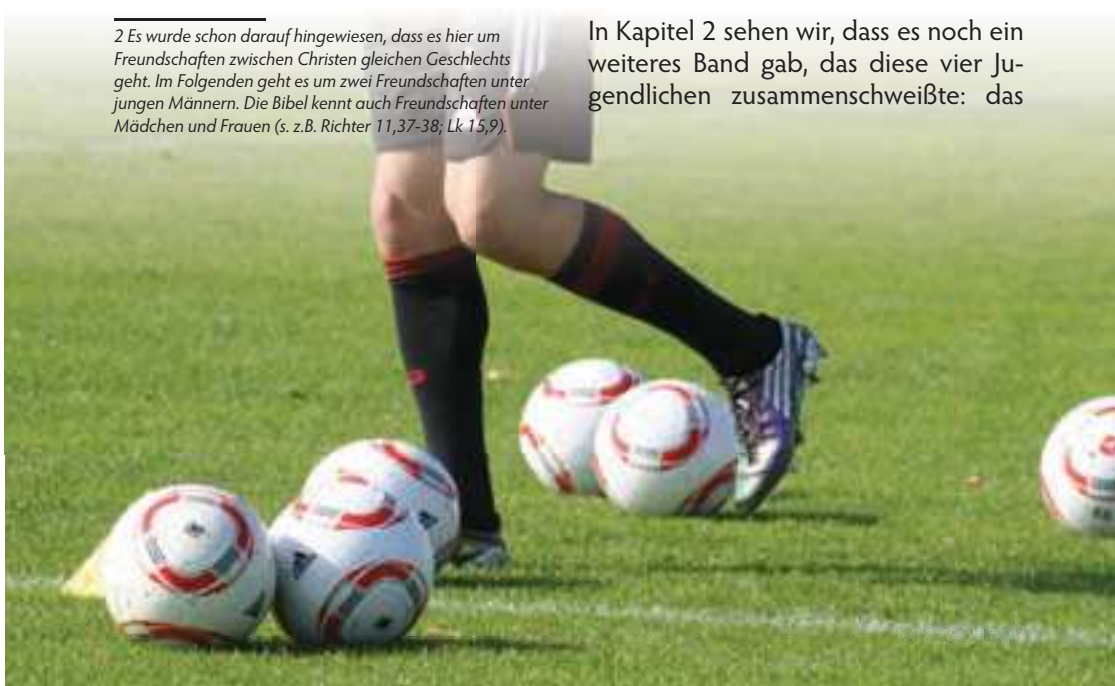 2 Es wurde schon darauf hingewiesen, dass es hier um
Freundschaften zwischen Christen gleichen Geschlechts
geht. Im Folgenden geht es um zwei Freundschaften unter
jungen Männern. Die Bibel kennt auch Freundschaften unter
Mädchen und Frauen (s. z.B. Richter 11,37-38; Lk 15,9).
In Kapitel 2 sehen wir, dass es noch ein
weiteres Band gab, das diese vier Ju-
gendlichen zusammenschweißte: das